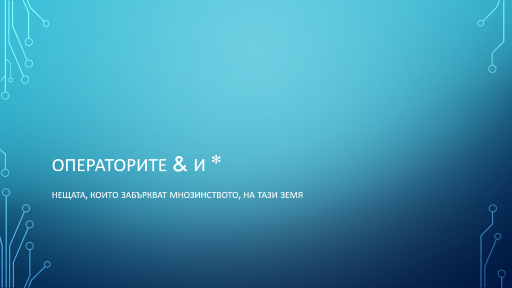 ОПЕРАТОРИТЕ & И *
НЕЩАТА, КОИТО ЗАБЪРКВАТ МНОЗИНСТВОТО, НА ТАЗИ ЗЕМЯ